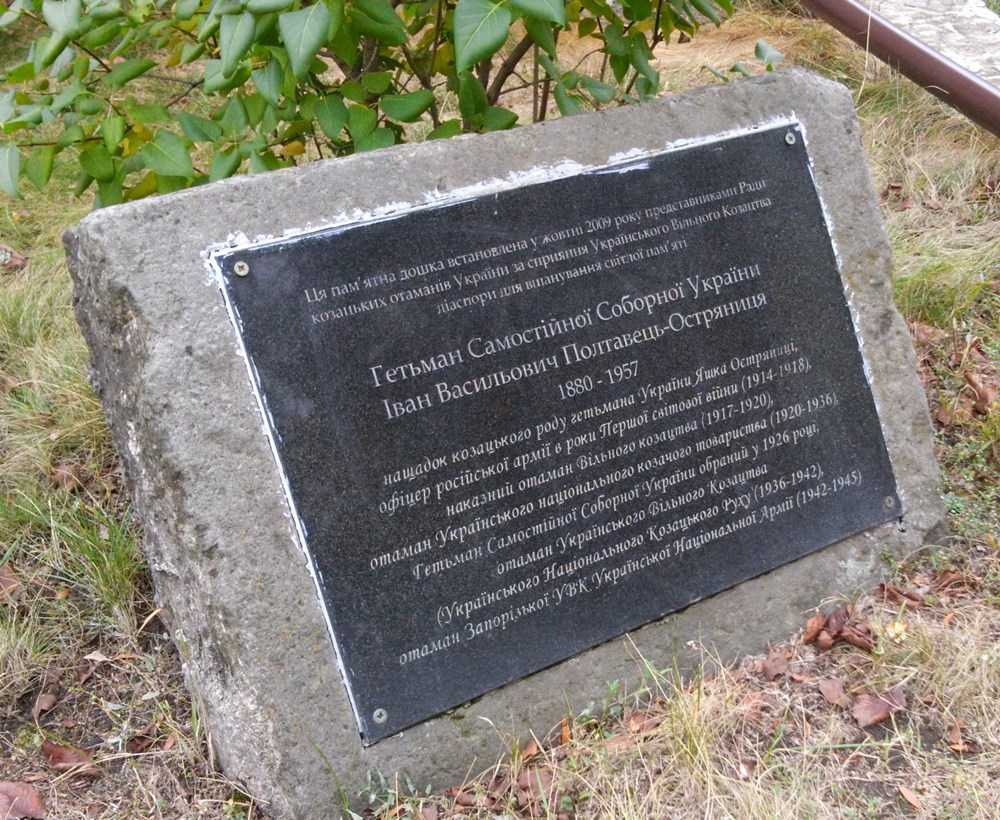 Ця пам'ятна дошка встановлена у жовтні 2009 року представниками Ради
козацьких отаманів України за сприяння Українського Вільного Козацтва
діаспори для вшанування світлої пам'яті
Гетьман Самостійної Соборної України
Іван Васильович Полтавець-Остряниця
1880 - 1957
нащадок козацького роду гетьмана України Яшка Остряниці,
офіцер російської армії в роки Першої світової війни (1914-1918),
наказний отаман Вільного козацтва (1917-1920),
отаман Українського національного козачого товариства (1920-1936),
Гетьман Самостійної Соборної України обраний у 1926 році,
отаман Українського Вільного Козацтва
(Українського Національного Козацького Руху (1936-1942),
отаман Запорізької УВК Української Національної Армії (1942-1945)